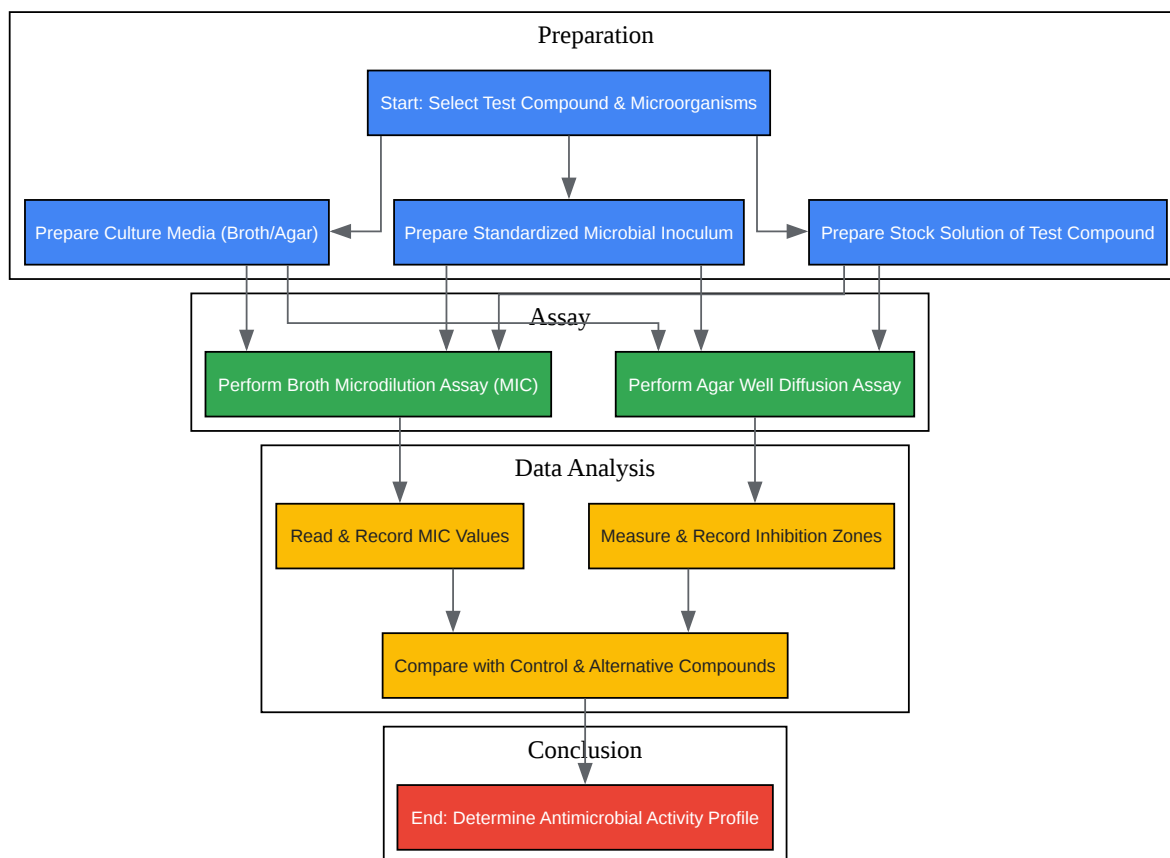 Preparation
Start: Select Test Compound & Microorganisms
Prepare Culture Media (Broth/Agar)
Prepare Standardized Microbial Inoculum
Prepare Stock Solution of Test Compound
Assay
Perform Broth Microdilution Assay (MIC)
Perform Agar Well Diffusion Assay
Data Analysis
Read & Record MIC Values
Measure & Record Inhibition Zones
Compare with Control & Alternative Compounds
Conclusion
End: Determine Antimicrobial Activity Profile